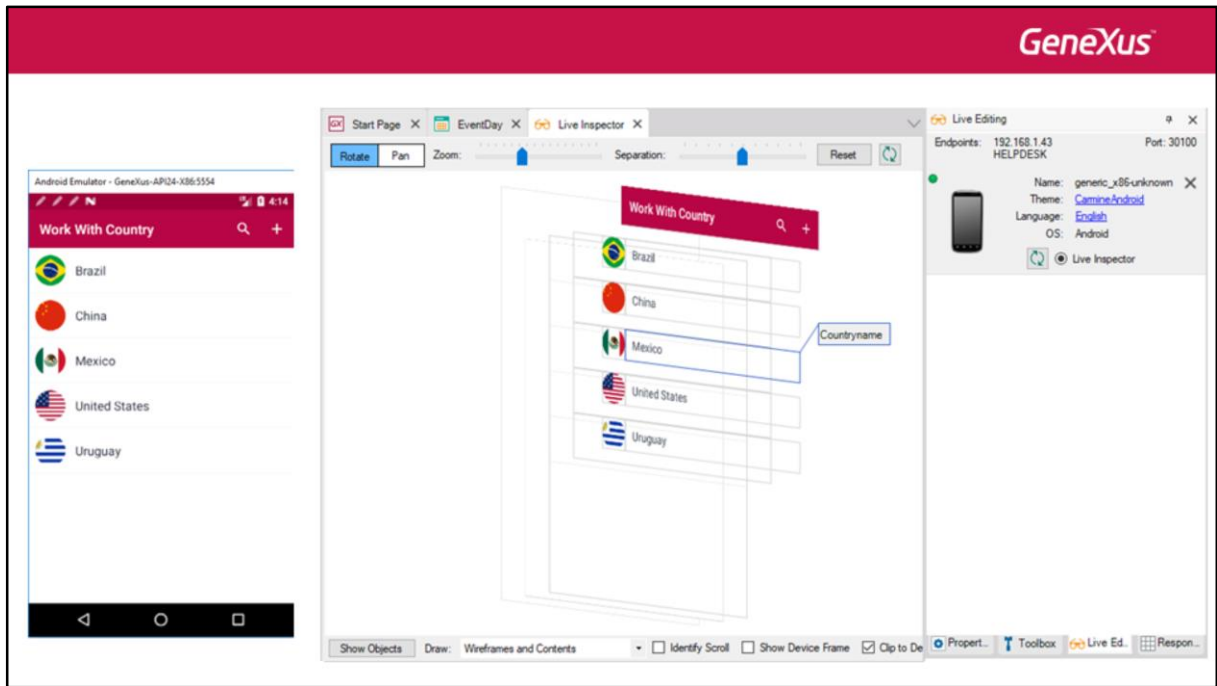 GeneXus
Android Emulator - GeneXus-API24-X86:5554
4:14
Work With Country
Brazil
China
Mexico
United States
Uruguay
Start Page
EventDay
Live Inspector
Rotate
Pan
Zoom:
Separation:
Reset
Work With Country
Brazil
China
Mexico
Countryname
United States
Uruguay
Show Objects
Draw:
Wireframes and Contents
Identify Scroll
Show Device Frame
Clip to De
Live Editing
Endpoints: 192.168.1.43 Port: 30100
HELPDESK
Name: generic_x86-unknown
Theme: CarmineAndroid
Language: English
OS: Android
Live Inspector
Propert...
Toolbox
Live Ed..
Respon...